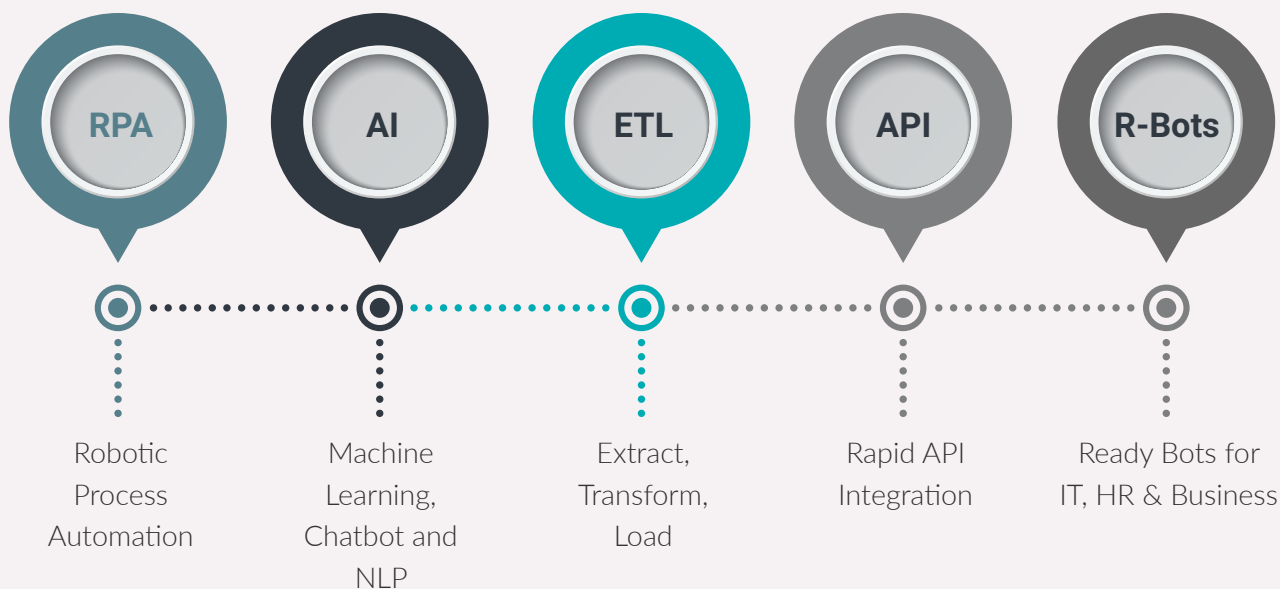 RPA
AI
ETL
API
R-Bots
Robotic
Process
Automation
Machine
Learning,
Chatbot and
NLP
Extract,
Transform,
Load
Rapid API
Integration
Ready Bots for
IT, HR & Business